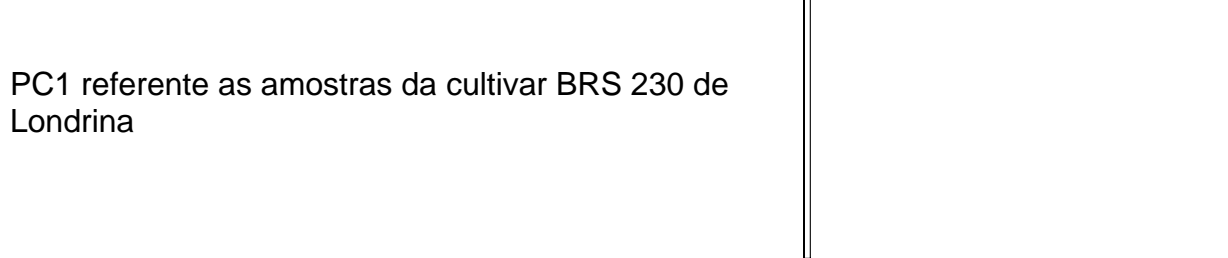 PC1 referente as amostras da cultivar BRS 230 de
Londrina